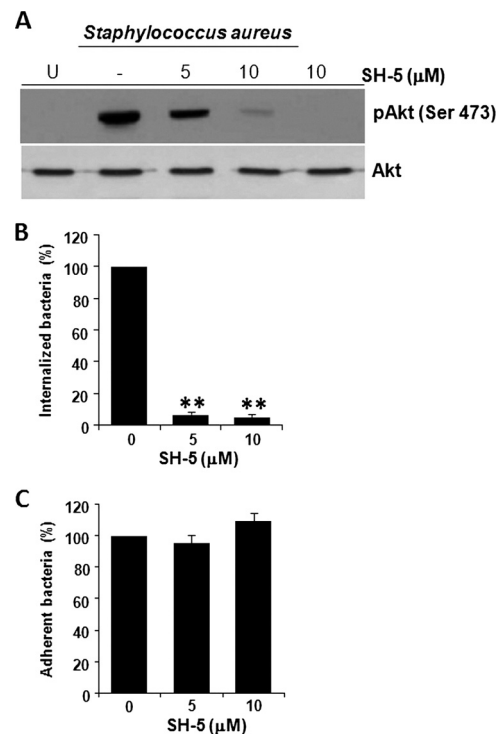 A
Staphylococcus aureus
U - 5 10 10 SH-5 (µM)
pAkt (Ser 473)
Akt
B
Internalized bacteria (%)
120
100
80
60
40
20
0
** **
0 5 10
SH-5 (µM)
C
Adherent bacteria (%)
120
100
80
60
40
20
0
0 5 10
SH-5 (µM)